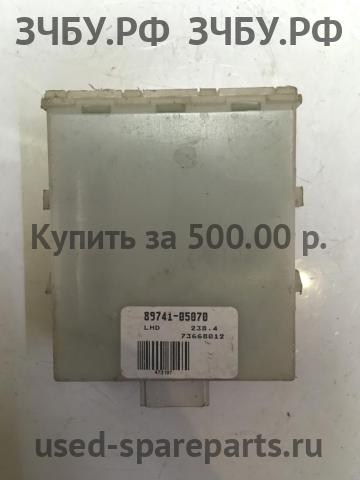 ЗЧБУ.РФ ЗЧБУ.РФ
Купить за 500.00 р.
89741-05070
LHD 238.4
73668012
used-spareparts.ru